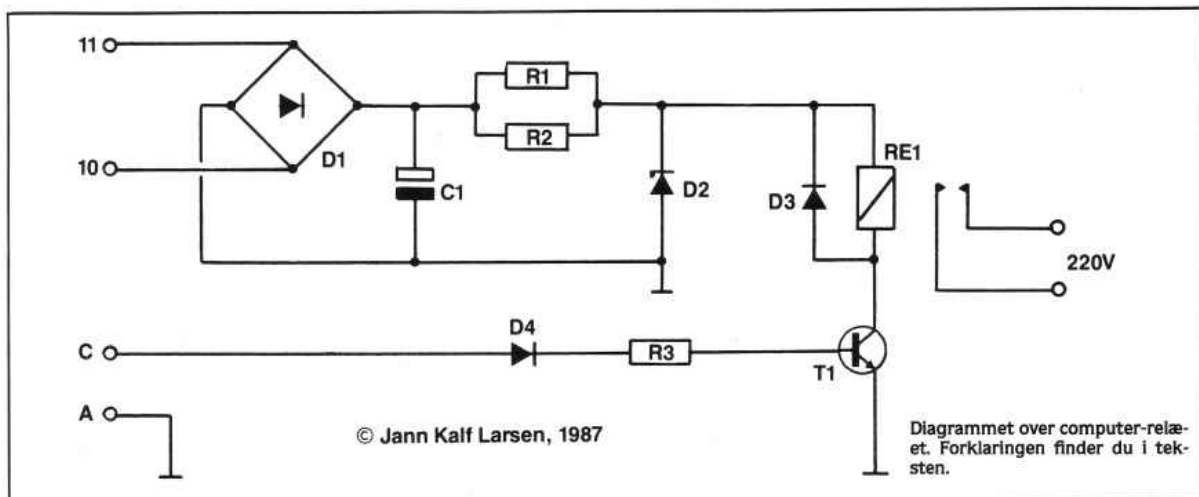 11
R1
R2
10
D1
C1
D2
D3
RE1
220V
C
D4
R3
T1
A
© Jann Kalf Larsen, 1987
Diagrammet over computer-relæ-
et. Forklaringen finder du i tek-
sten.